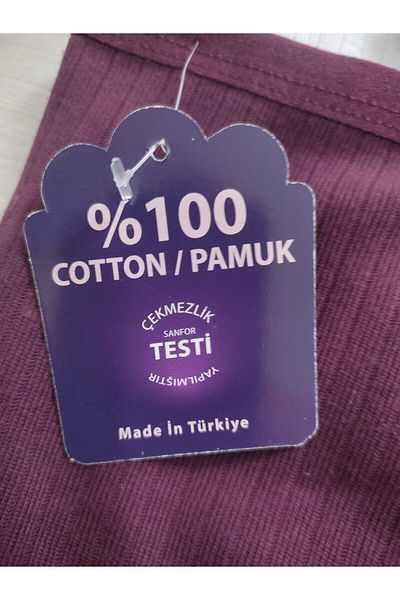 %100
COTTON / PAMUK
ÇEKMEZLİK
SANFOR
TESTİ
YAPILMIŞTIR
Made İn Türkiye